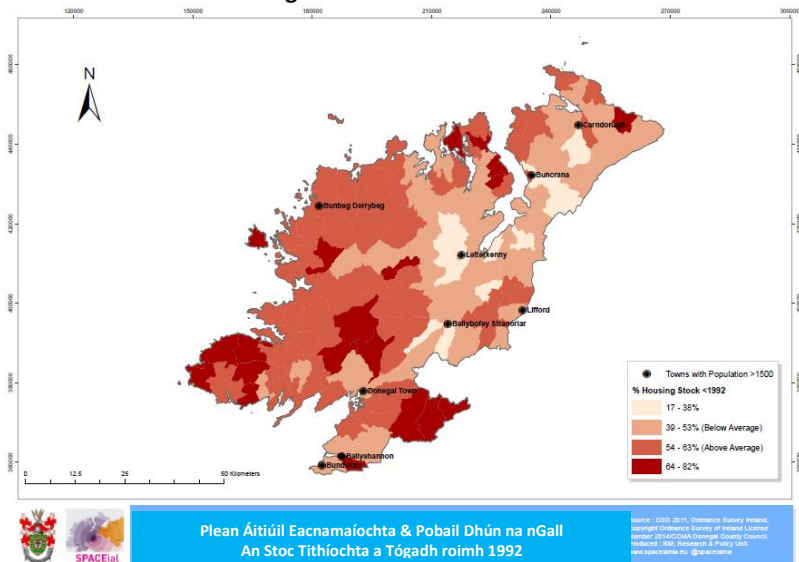 120000 150000 180000 210000 240000 270000 300000
N
Carndonagh
Buncrana
Bunbeg Derrybeg
Letterkenny
Lifford
Ballybofey Stranorlar
Donegal Town
Ballyshannon
Bundoran
Towns with Population >1500
% Housing Stock <1992
17 - 38%
39 - 53% (Below Average)
54 - 63% (Above Average)
64 - 82%
0 12.5 25 50 Kilometers
SPACEial
Plean Áitiúil Eacnamaíochta & Pobail Dhún na nGall
An Stoc Tithíochta a Tógadh roimh 1992
Source : CSO 2011, Ordnance Survey Ireland,
Copyright Ordnance Survey of Ireland License
Number 2014/CCMA Donegal County Council
Produced : RM, Research & Policy Unit
www.spacelainw.eu @spacelainw